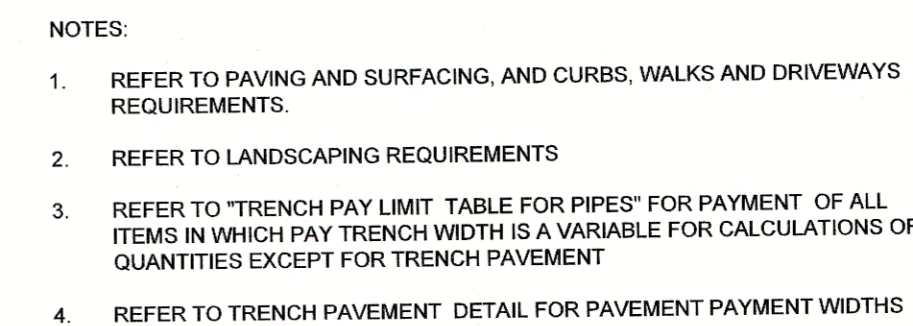 NOTES:
1. REFER TO PAVING AND SURFACING, AND CURBS, WALKS AND DRIVEWAYS
REQUIREMENTS.
2. REFER TO LANDSCAPING REQUIREMENTS
3. REFER TO "TRENCH PAY LIMIT TABLE FOR PIPES" FOR PAYMENT OF ALL
ITEMS IN WHICH PAY TRENCH WIDTH IS A VARIABLE FOR CALCULATIONS OF
QUANTITIES EXCEPT FOR TRENCH PAVEMENT
4. REFER TO TRENCH PAVEMENT DETAIL FOR PAVEMENT PAYMENT WIDTHS